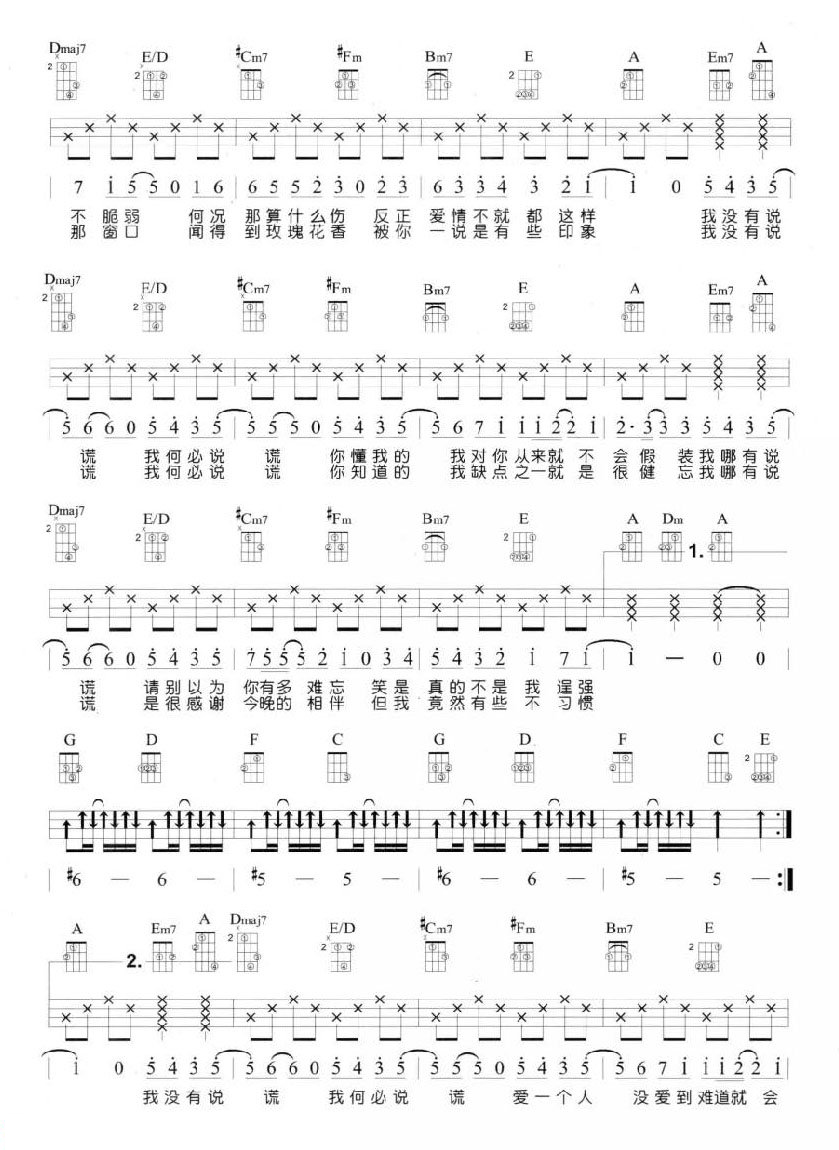 Dmaj7 E/D #Cm7 #Fm Bm7 E A Em7 A
7 1 5 5 0 1 6 | 6 5 5 2 3 0 2 3 | 6 3 3 4 3 2 1 | 1 0 5 4 3 5
不 脆弱 何况 那算什么伤 反正 爱情不就都这样 我没有说
那 窗口 闻得 到玫瑰花香 被你 一说是有些印象 我没有说
Dmaj7 E/D #Cm7 #Fm Bm7 E A Em7 A
5 6 6 0 5 4 3 5 | 5 5 5 0 5 4 3 5 | 5 6 7 1 1 1 2 2 1 | 2· 3 3 3 5 4 3 5
谎 我何必说 谎 你懂我的 我对你从来就不 会假 装我哪有说
谎 我何必说 谎 你知道的 我缺点之一就是 很健 忘我哪有说
Dmaj7 E/D #Cm7 #Fm Bm7 E A Dm 1. A
5 6 6 0 5 4 3 5 | 7 5 5 5 2 1 0 3 4 | 5 4 3 2 1 7 1 | 1 — 0 0
谎 请别以为 你有多 难忘 笑是 真的不是我 逞强
谎 是很感谢 今晚的 相伴 但我 竟然有些不 习惯
G D F C G D F C E
#6 — 6 — | #5 — 5 — | #6 — 6 — | #5 — 5 —
A 2. Em7 A Dmaj7 E/D #Cm7 #Fm Bm7 E
1 0 5 4 3 5 | 5 6 6 0 5 4 3 5 | 5 5 5 0 5 4 3 5 | 5 6 7 1 1 1 2 2 1
我没有说 谎 我何必说 谎 爱一个人 没爱到难道就 会